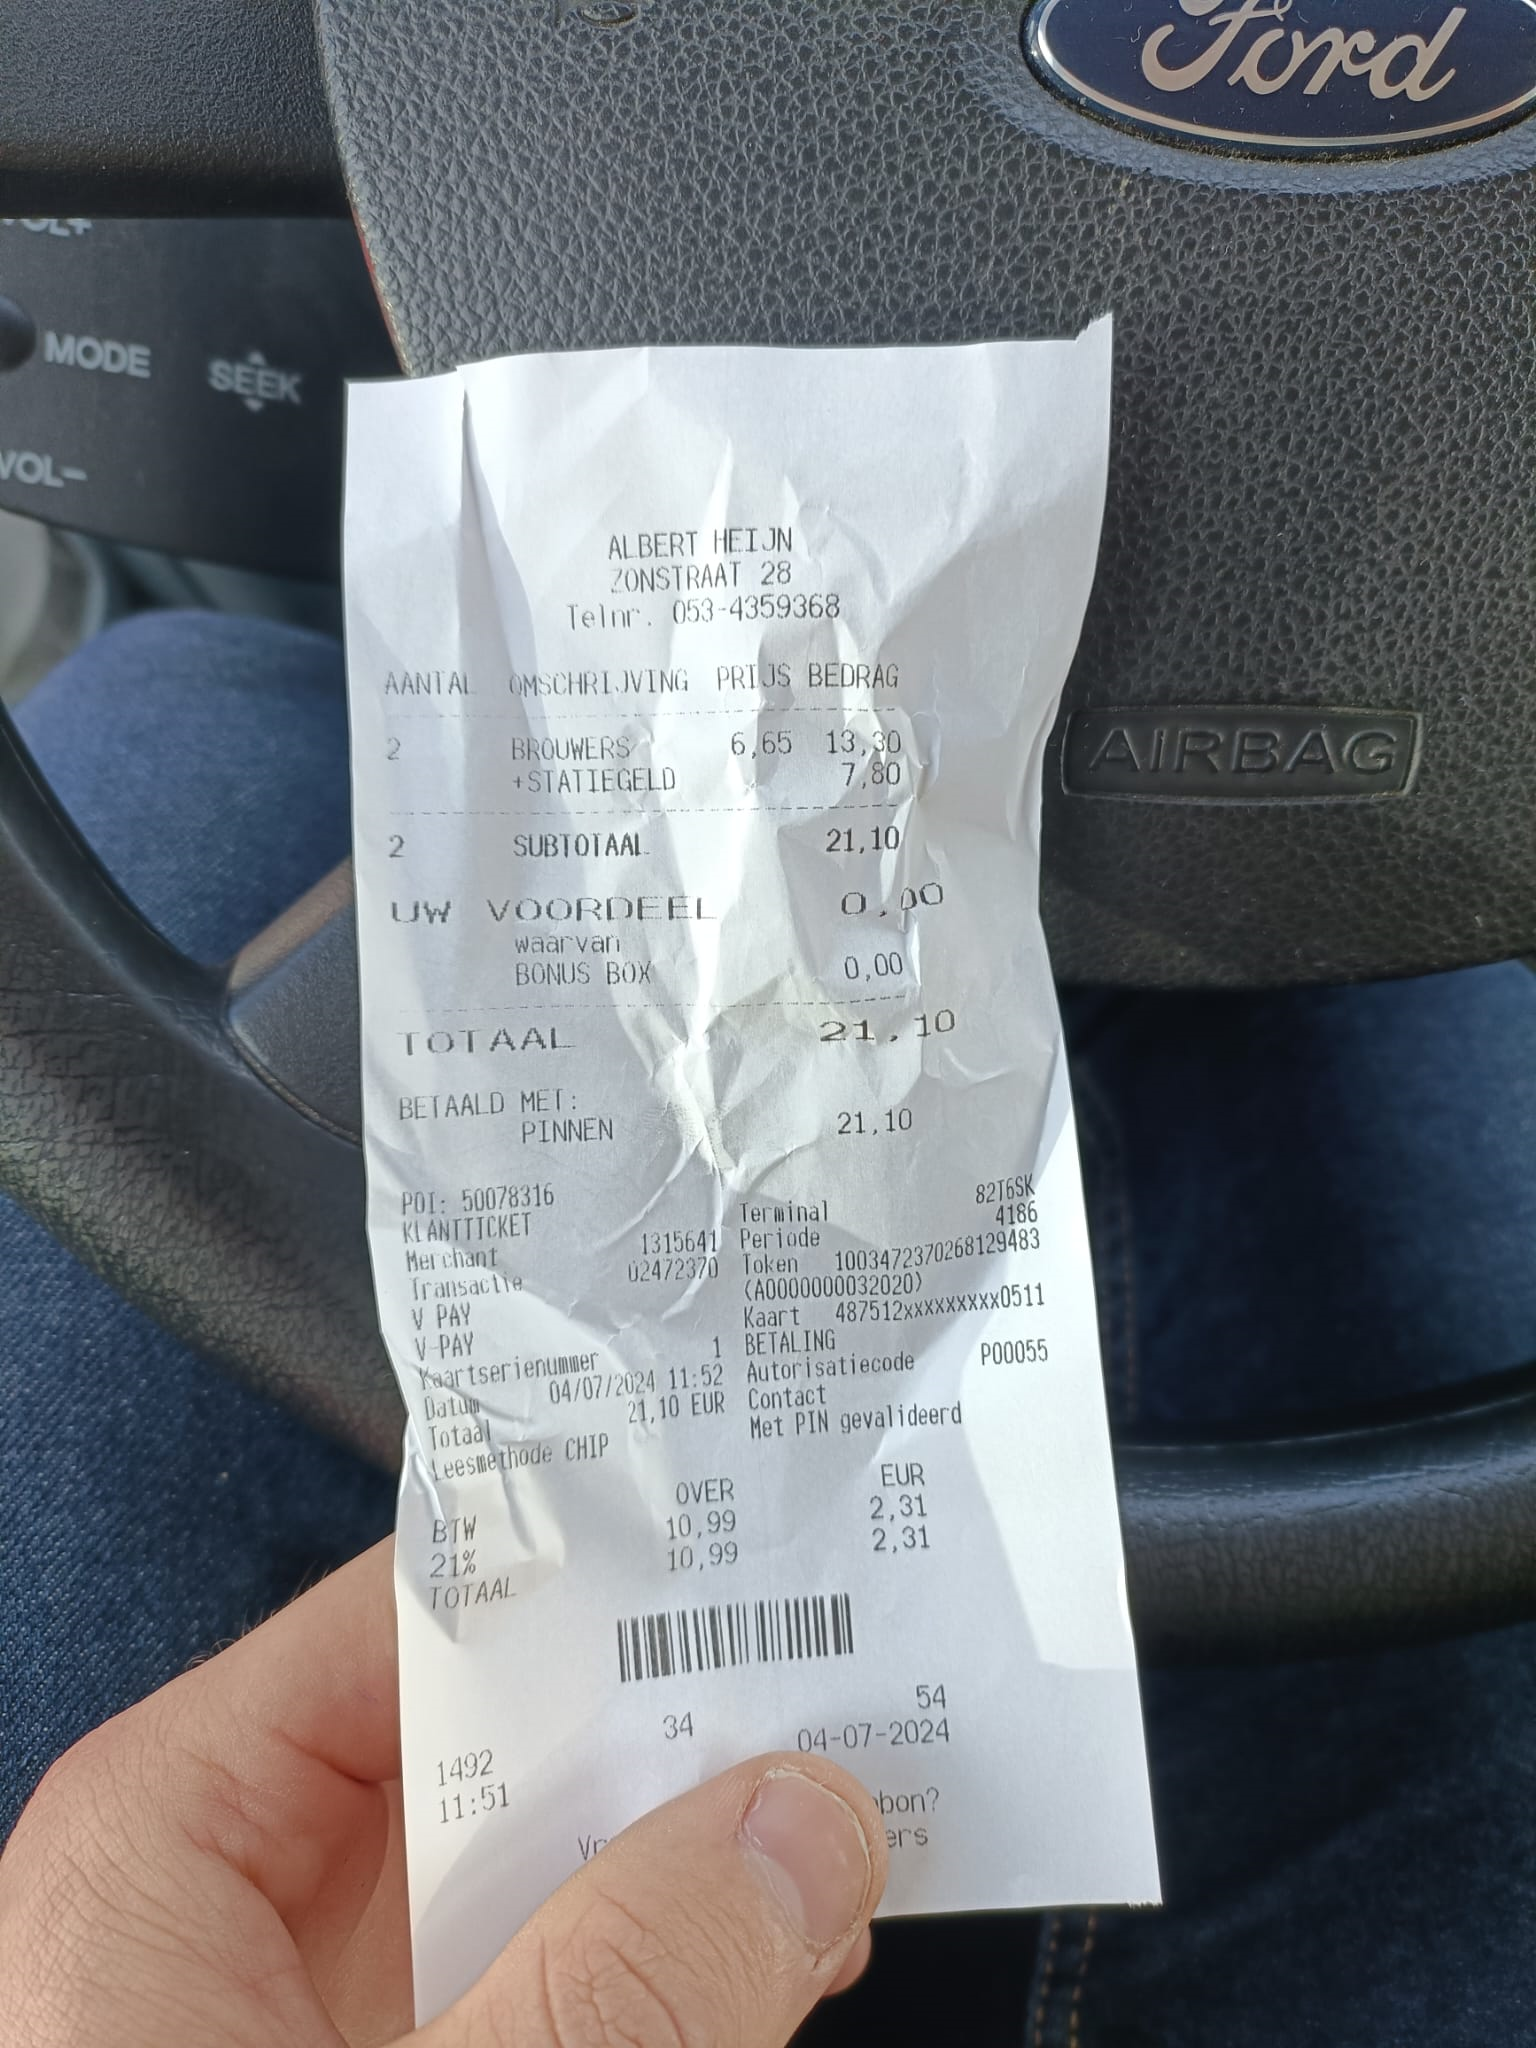 Ford
VOL+
MODE SEEK
VOL-
AIRBAG
ALBERT HEIJN
ZONSTRAAT 28
Telnr. 053-4359368
AANTAL OMSCHRIJVING PRIJS BEDRAG
2 BROUWERS 6,65 13,30
+STATIEGELD 7,80
2 SUBTOTAAL 21,10
UW VOORDEEL 0,00
waarvan
BONUS BOX 0,00
TOTAAL 21,10
BETAALD MET:
PINNEN 21,10
POI: 50078316
KLANTTICKET
Terminal 82T6SK
Merchant 1315641 Periode 4186
Transactie 02472370 Token 1003472370268129483
V PAY (A0000000032020)
V-PAY Kaart 487512xxxxxxxxx0511
Kaartserienummer 1 BETALING
Datum 04/07/2024 11:52 Autorisatiecode P00055
Totaal 21,10 EUR Contact
Leesmethode CHIP Met PIN gevalideerd
BTW OVER EUR
21% 10,99 2,31
TOTAAL 10,99 2,31
1492 34 54
11:51 04-07-2024